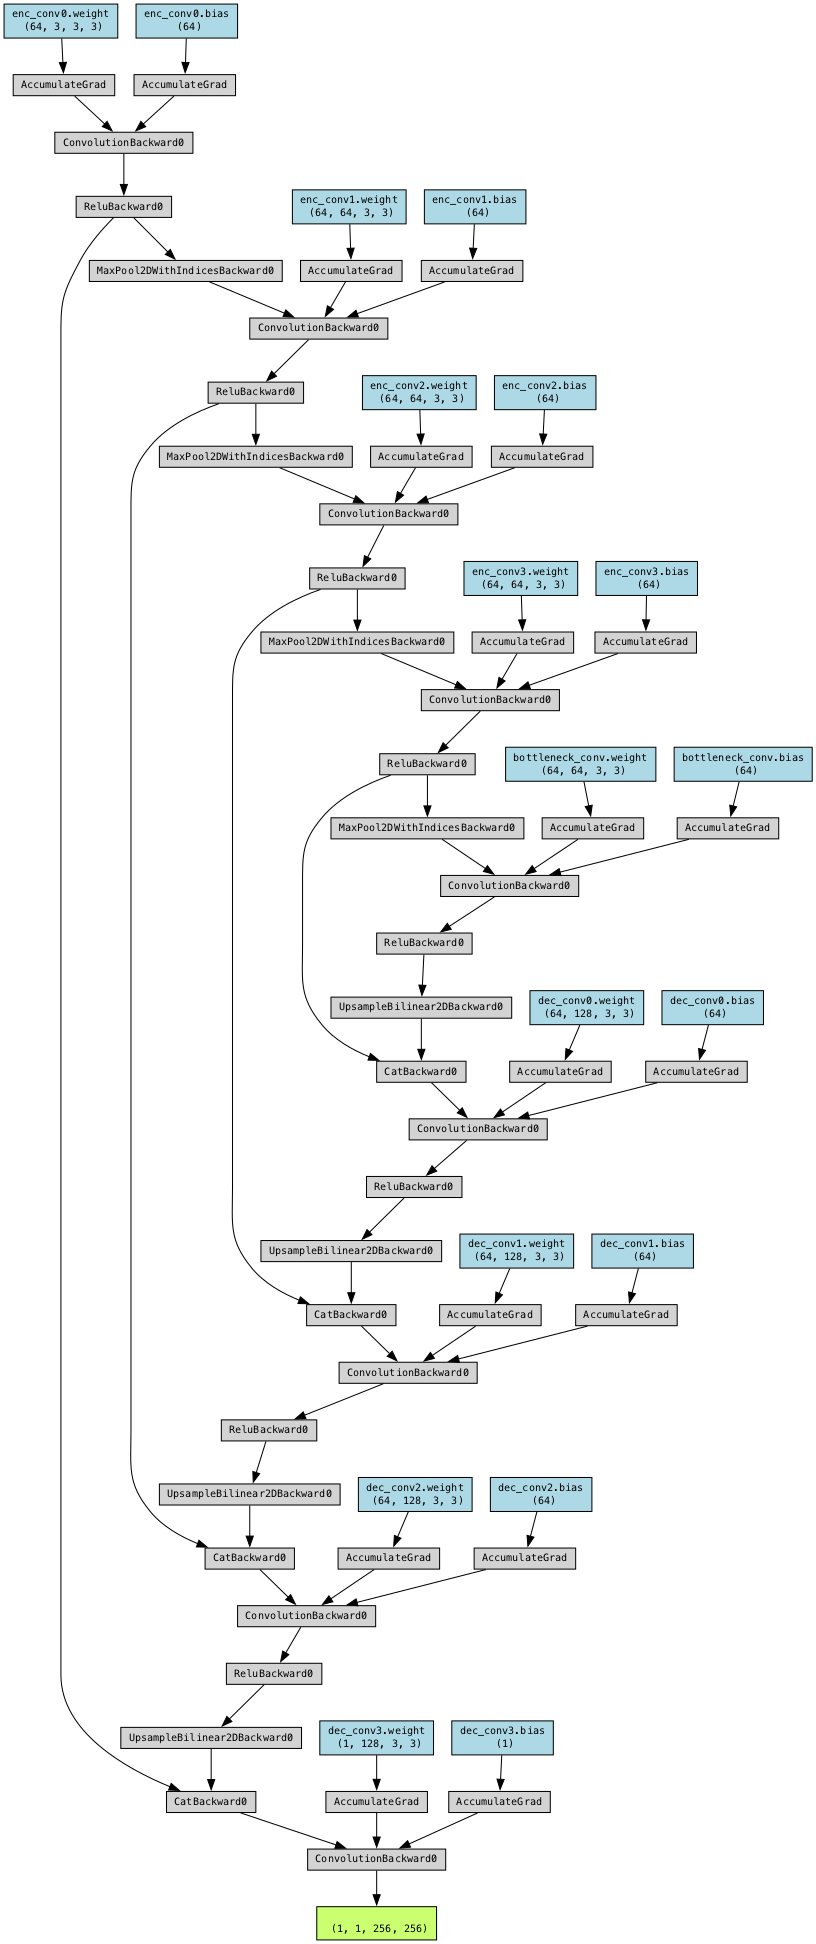 enc_conv0.weight
(64, 3, 3, 3)
enc_conv0.bias
(64)
AccumulateGrad
AccumulateGrad
ConvolutionBackward0
ReluBackward0
enc_conv1.weight
(64, 64, 3, 3)
enc_conv1.bias
(64)
MaxPool2DWithIndicesBackward0
AccumulateGrad
AccumulateGrad
ConvolutionBackward0
ReluBackward0
enc_conv2.weight
(64, 64, 3, 3)
enc_conv2.bias
(64)
MaxPool2DWithIndicesBackward0
AccumulateGrad
AccumulateGrad
ConvolutionBackward0
ReluBackward0
enc_conv3.weight
(64, 64, 3, 3)
enc_conv3.bias
(64)
MaxPool2DWithIndicesBackward0
AccumulateGrad
AccumulateGrad
ConvolutionBackward0
ReluBackward0
bottleneck_conv.weight
(64, 64, 3, 3)
bottleneck_conv.bias
(64)
MaxPool2DWithIndicesBackward0
AccumulateGrad
AccumulateGrad
ConvolutionBackward0
ReluBackward0
UpsampleBilinear2DBackward0
dec_conv0.weight
(64, 128, 3, 3)
dec_conv0.bias
(64)
CatBackward0
AccumulateGrad
AccumulateGrad
ConvolutionBackward0
ReluBackward0
UpsampleBilinear2DBackward0
dec_conv1.weight
(64, 128, 3, 3)
dec_conv1.bias
(64)
CatBackward0
AccumulateGrad
AccumulateGrad
ConvolutionBackward0
ReluBackward0
UpsampleBilinear2DBackward0
dec_conv2.weight
(64, 128, 3, 3)
dec_conv2.bias
(64)
CatBackward0
AccumulateGrad
AccumulateGrad
ConvolutionBackward0
ReluBackward0
UpsampleBilinear2DBackward0
dec_conv3.weight
(1, 128, 3, 3)
dec_conv3.bias
(1)
CatBackward0
AccumulateGrad
AccumulateGrad
ConvolutionBackward0
(1, 1, 256, 256)